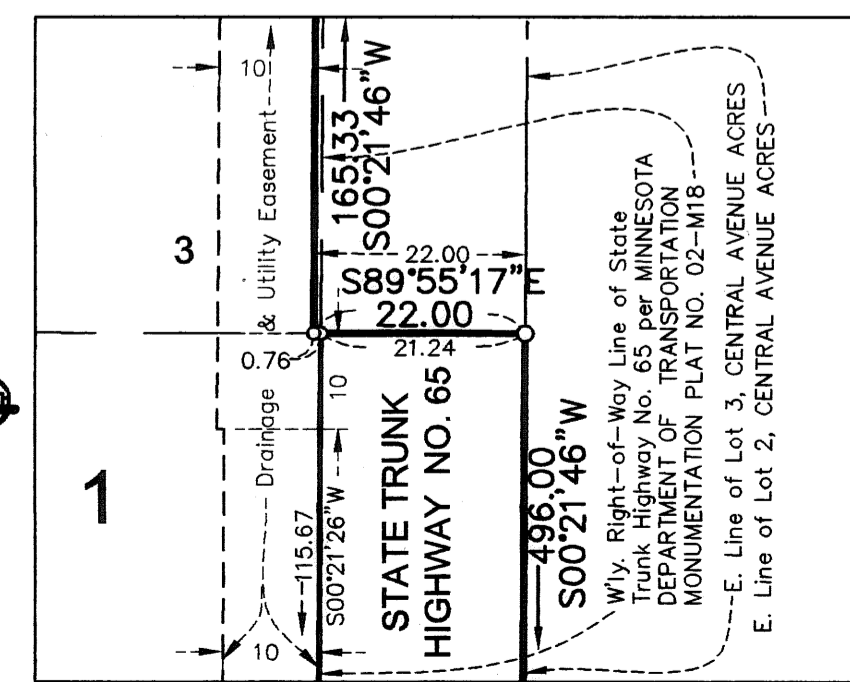 10
& Utility Easement
165.33
S00°21'46"W
3
22.00
S89°55'17"E
22.00
21.24
0.76
10
Drainage
1
115.67
S00°21'26"W
10
STATE TRUNK
HIGHWAY NO. 65
496.00
S00°21'46"W
W'ly. Right-of-Way Line of State
Trunk Highway No. 65 per MINNESOTA
DEPARTMENT OF TRANSPORTATION
MONUMENTATION PLAT NO. 02-M18
E. Line of Lot 3, CENTRAL AVENUE ACRES
E. Line of Lot 2, CENTRAL AVENUE ACRES